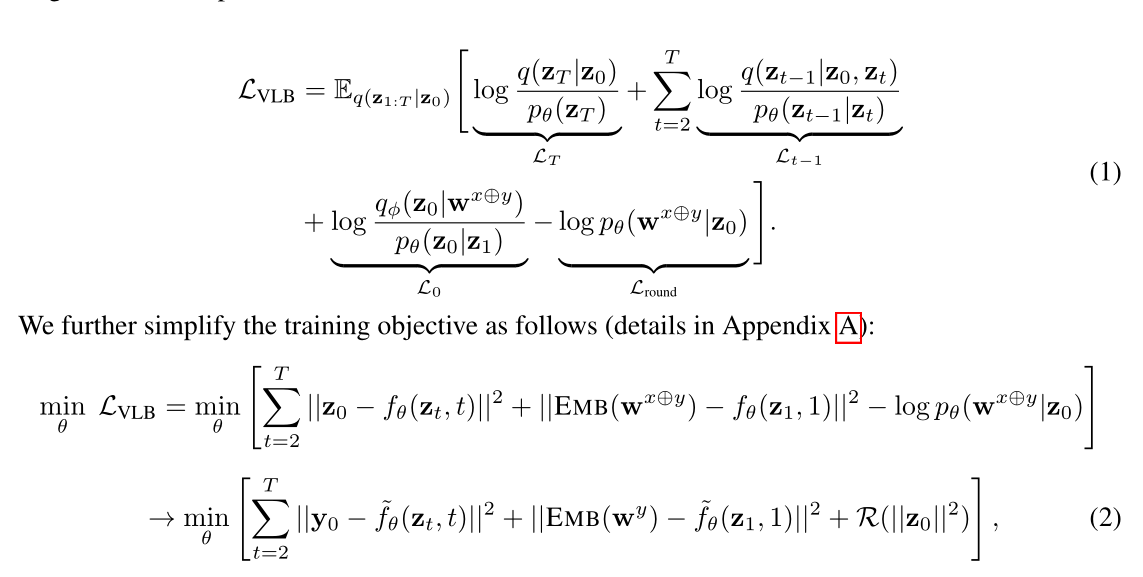 $$\mathcal{L}_{\text{VLB}} = \mathbb{E}_{q(\mathbf{z}_{1:T}|\mathbf{z}_0)} \Bigg[ \underbrace{\log \frac{q(\mathbf{z}_T|\mathbf{z}_0)}{p_\theta(\mathbf{z}_T)}}_{\mathcal{L}_T} + \sum_{t=2}^{T} \underbrace{\log \frac{q(\mathbf{z}_{t-1}|\mathbf{z}_0, \mathbf{z}_t)}{p_\theta(\mathbf{z}_{t-1}|\mathbf{z}_t)}}_{\mathcal{L}_{t-1}}$$
$$+ \underbrace{\log \frac{q_\phi(\mathbf{z}_0|\mathbf{w}^{x \oplus y})}{p_\theta(\mathbf{z}_0|\mathbf{z}_1)}}_{\mathcal{L}_0} - \underbrace{\log p_\theta(\mathbf{w}^{x \oplus y}|\mathbf{z}_0)}_{\mathcal{L}_{\text{round}}} \Bigg]. \quad (1)$$
We further simplify the training objective as follows (details in Appendix A):
$$\min_\theta \mathcal{L}_{\text{VLB}} = \min_\theta \left[ \sum_{t=2}^{T} ||\mathbf{z}_0 - f_\theta(\mathbf{z}_t, t)||^2 + ||\text{EMB}(\mathbf{w}^{x \oplus y}) - f_\theta(\mathbf{z}_1, 1)||^2 - \log p_\theta(\mathbf{w}^{x \oplus y}|\mathbf{z}_0) \right]$$
$$\rightarrow \min_\theta \left[ \sum_{t=2}^{T} ||\mathbf{y}_0 - \tilde{f}_\theta(\mathbf{z}_t, t)||^2 + ||\text{EMB}(\mathbf{w}^y) - \tilde{f}_\theta(\mathbf{z}_1, 1)||^2 + \mathcal{R}(||\mathbf{z}_0||^2) \right], \quad (2)$$